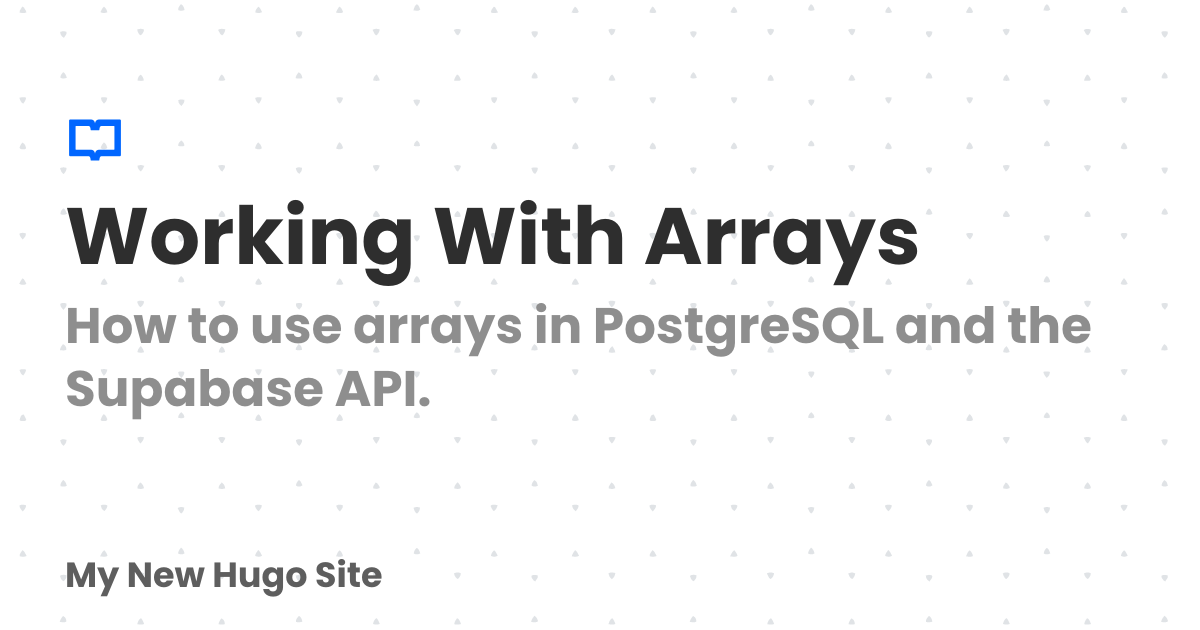 Working With Arrays
How to use arrays in PostgreSQL and the
Supabase API.
My New Hugo Site